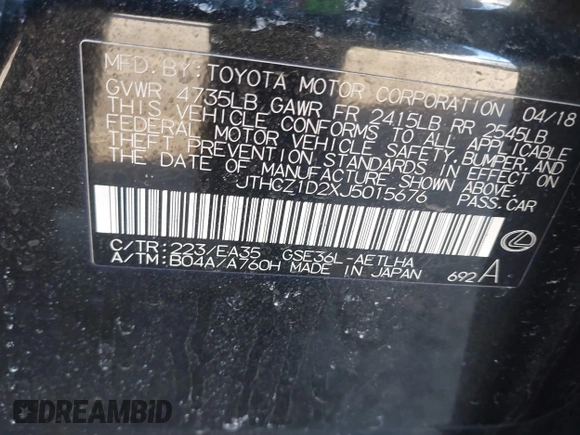 MFD. BY: TOYOTA MOTOR CORPORATION 04/18
GVWR 4735LB GAWR FR 2415LB RR 2545LB
THIS VEHICLE CONFORMS TO ALL APPLICABLE
FEDERAL MOTOR VEHICLE SAFETY, BUMPER, AND
THEFT PREVENTION STANDARDS IN EFFECT ON
THE DATE OF MANUFACTURE SHOWN ABOVE.
JTHCZ1D2XJ5015676 PASS. CAR
C/TR: 223/EA35 GSE36L-AETLHA
A/TM: B04A/A760H MADE IN JAPAN 692 A
DREAMBID